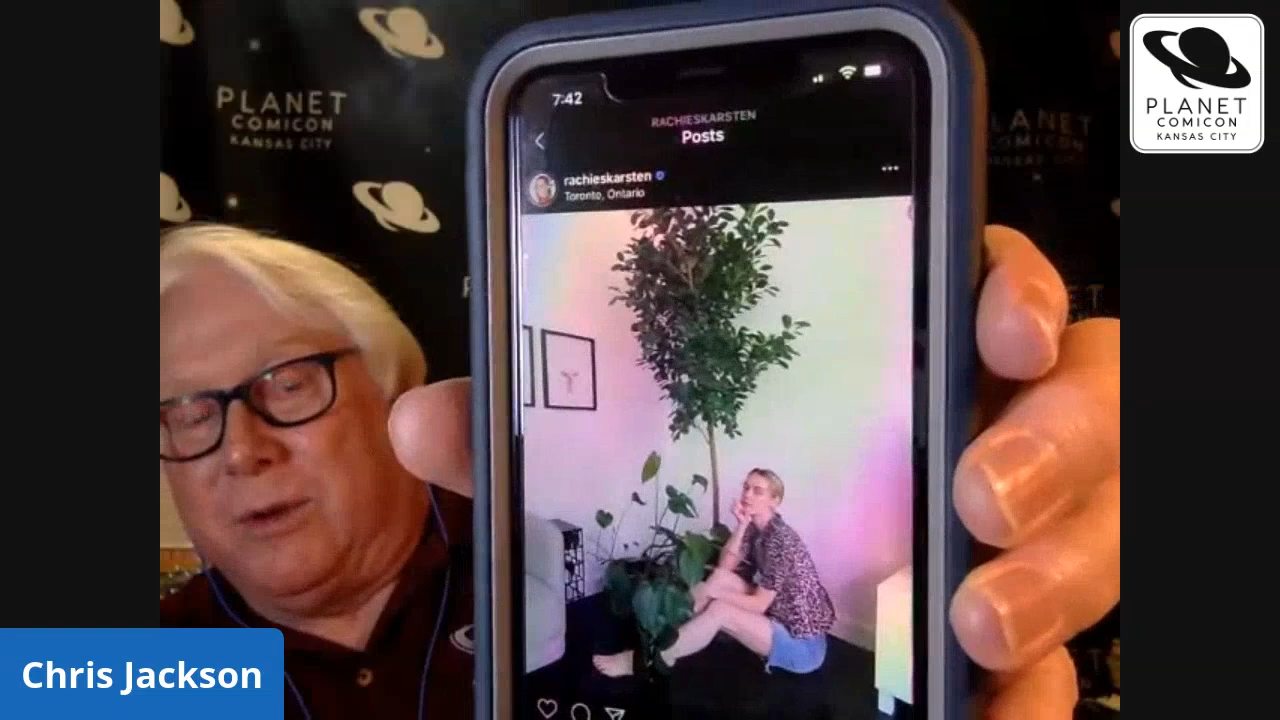 PLANET
COMICON
KANSAS CITY
7:42
RACHIESKARSTEN
Posts
rachieskarsten
Toronto, Ontario
PLANET
COMICON
KANSAS CITY
Chris Jackson